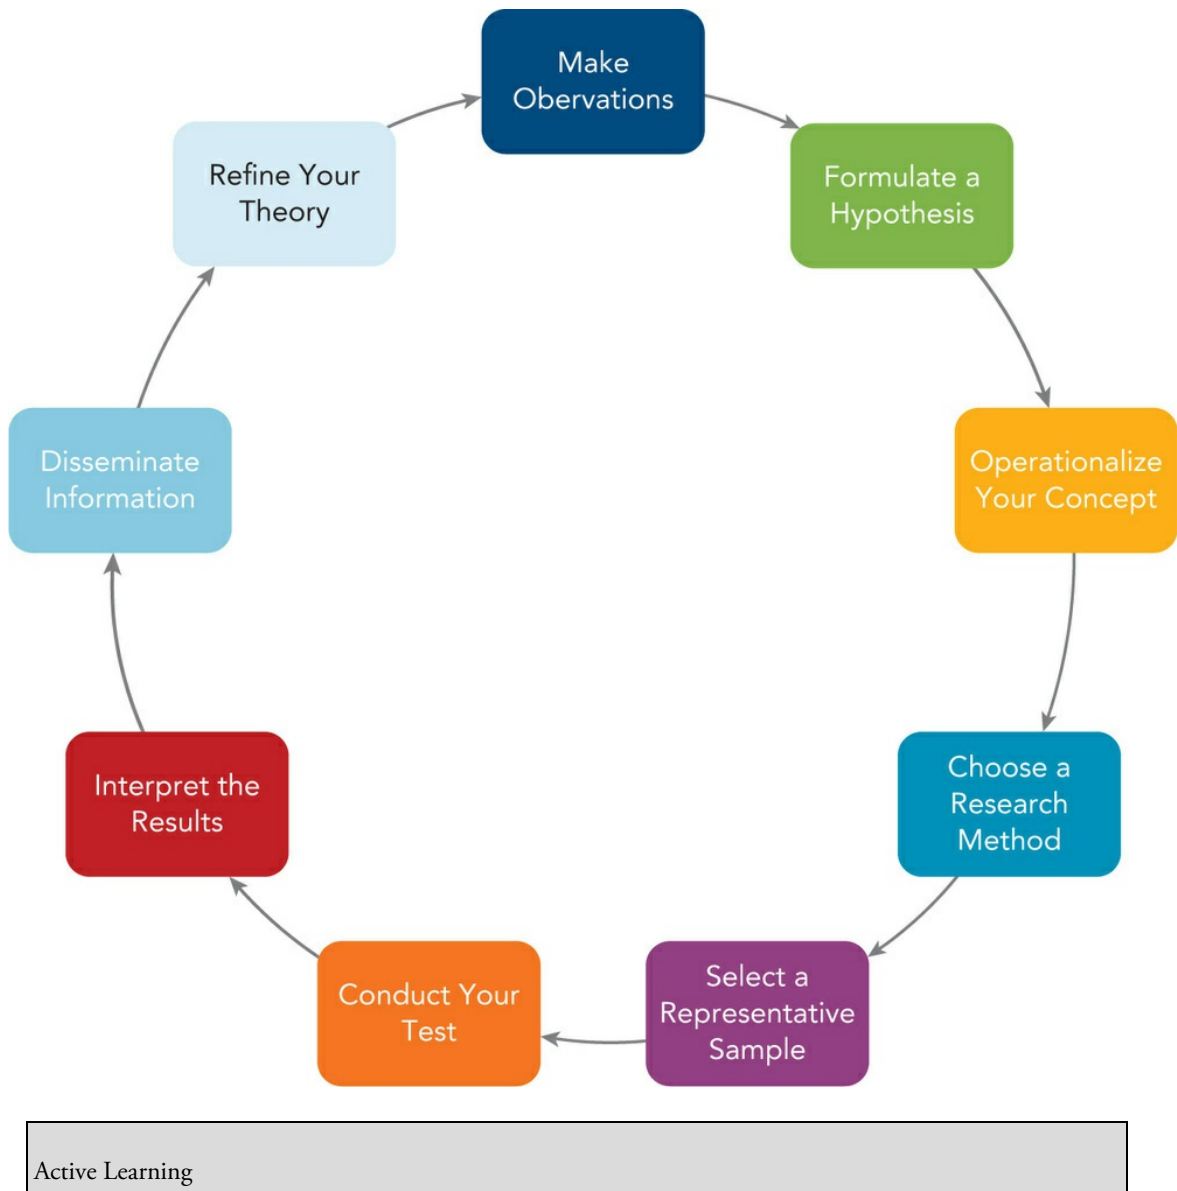 Make
Obervations
Formulate a
Hypothesis
Operationalize
Your Concept
Choose a
Research
Method
Select a
Representative
Sample
Conduct Your
Test
Interpret the
Results
Disseminate
Information
Refine Your
Theory
Active Learning